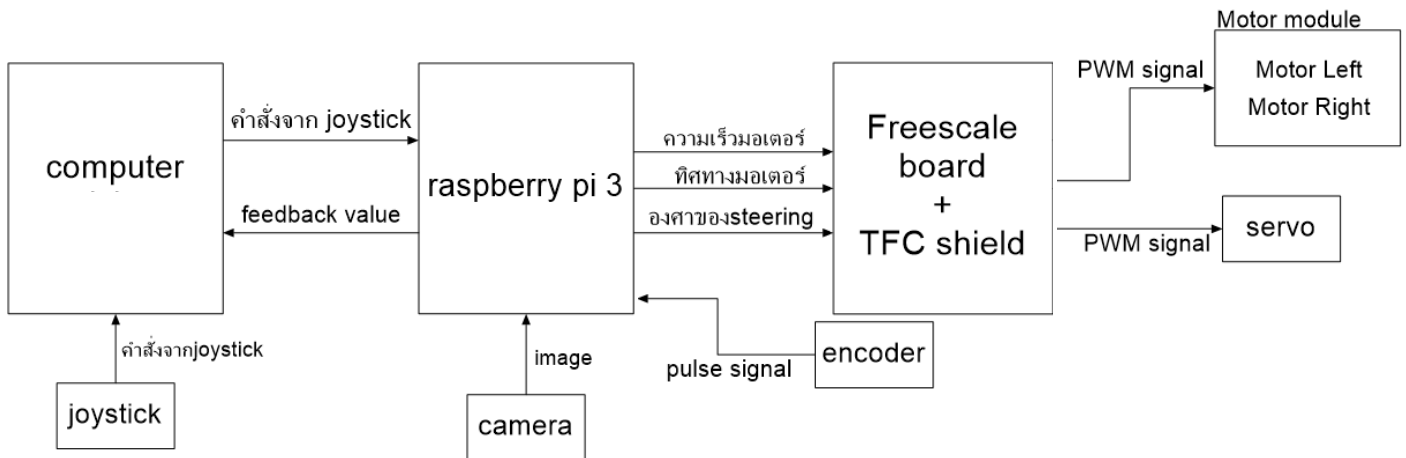 Motor module
Motor Left
Motor Right
PWM signal
Freescale
board
+
TFC shield
คำสั่งจาก joystick
ความเร็วมอเตอร์
computer
raspberry pi 3
ทิศทางมอเตอร์
feedback value
องศาของsteering
PWM signal
servo
คำสั่งจากjoystick
image
pulse signal
encoder
joystick
camera